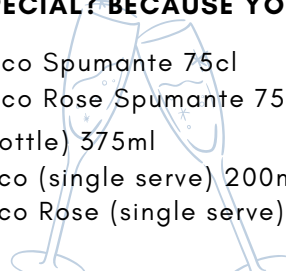 PECIAL? BECAUSE YO
co Spumante 75cl
co Rose Spumante 75
ottle) 375ml
co (single serve) 200m
co Rose (single serve)